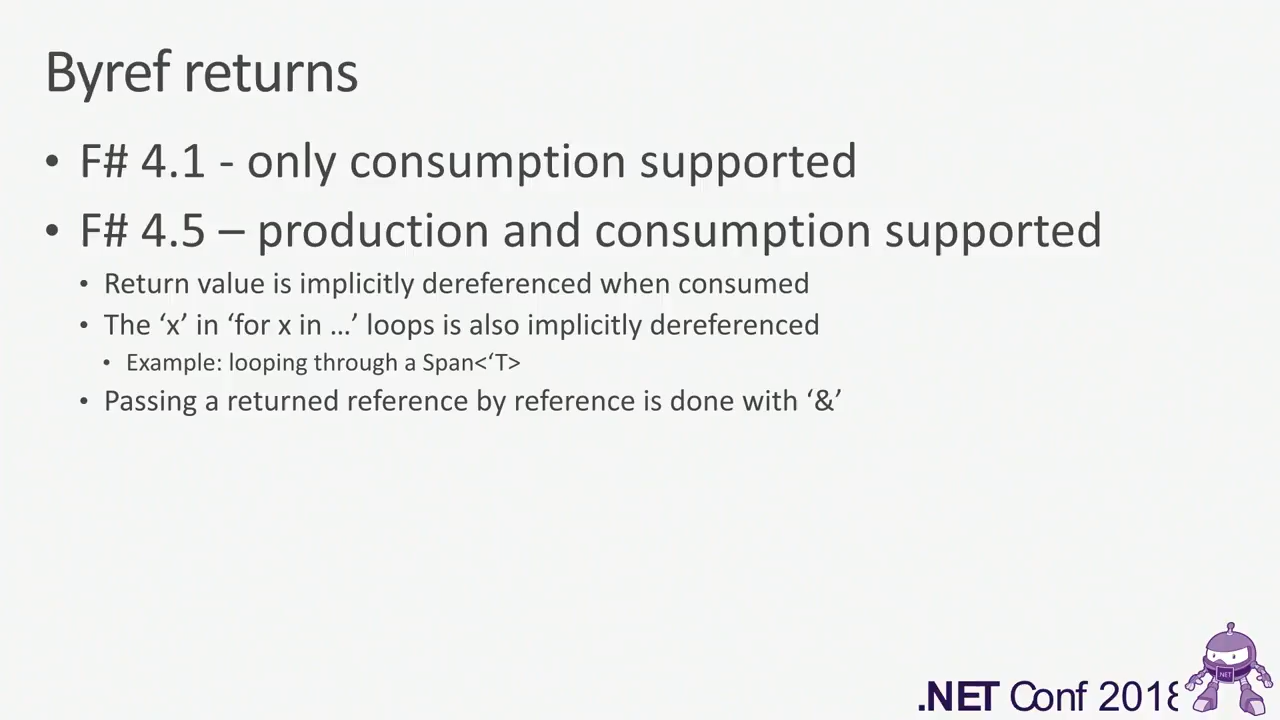 Byref returns
• F# 4.1 - only consumption supported
• F# 4.5 – production and consumption supported
• Return value is implicitly dereferenced when consumed
• The ‘x’ in ‘for x in …’ loops is also implicitly dereferenced
• Example: looping through a Span<‘T>
• Passing a returned reference by reference is done with ‘&’
.NET Conf 2018
.NET